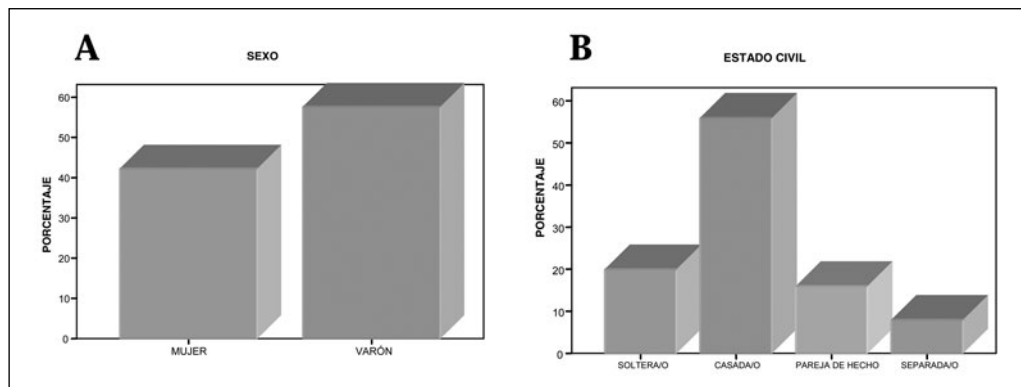 A
SEXO
PORCENTAJE
60
50
40
30
20
10
0
MUJER
VARÓN
B
ESTADO CIVIL
PORCENTAJE
60
50
40
30
20
10
0
SOLTERA/O
CASADA/O
PAREJA DE HECHO
SEPARADA/O